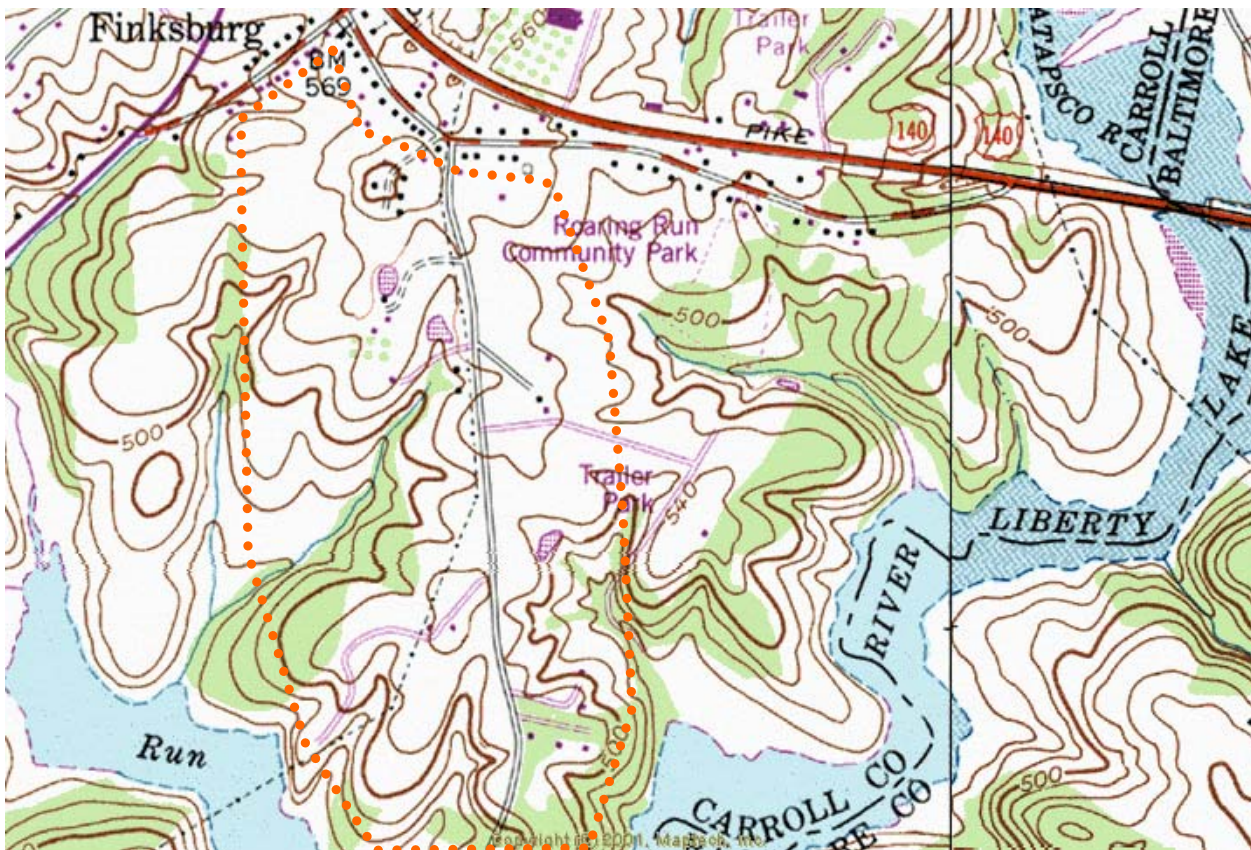 Finksburg
BM
569
560
Trailer
Park
PATAPSCO R
CARROLL
BALTIMORE
PIKE
140
140
Roaring Run
Community Park
500
500
500
LAKE
Trailer
Park
540
LIBERTY
RIVER
Run
500
500
CARROLL CO
RE CO
Copyright (C) 2001, Maptech, Inc.